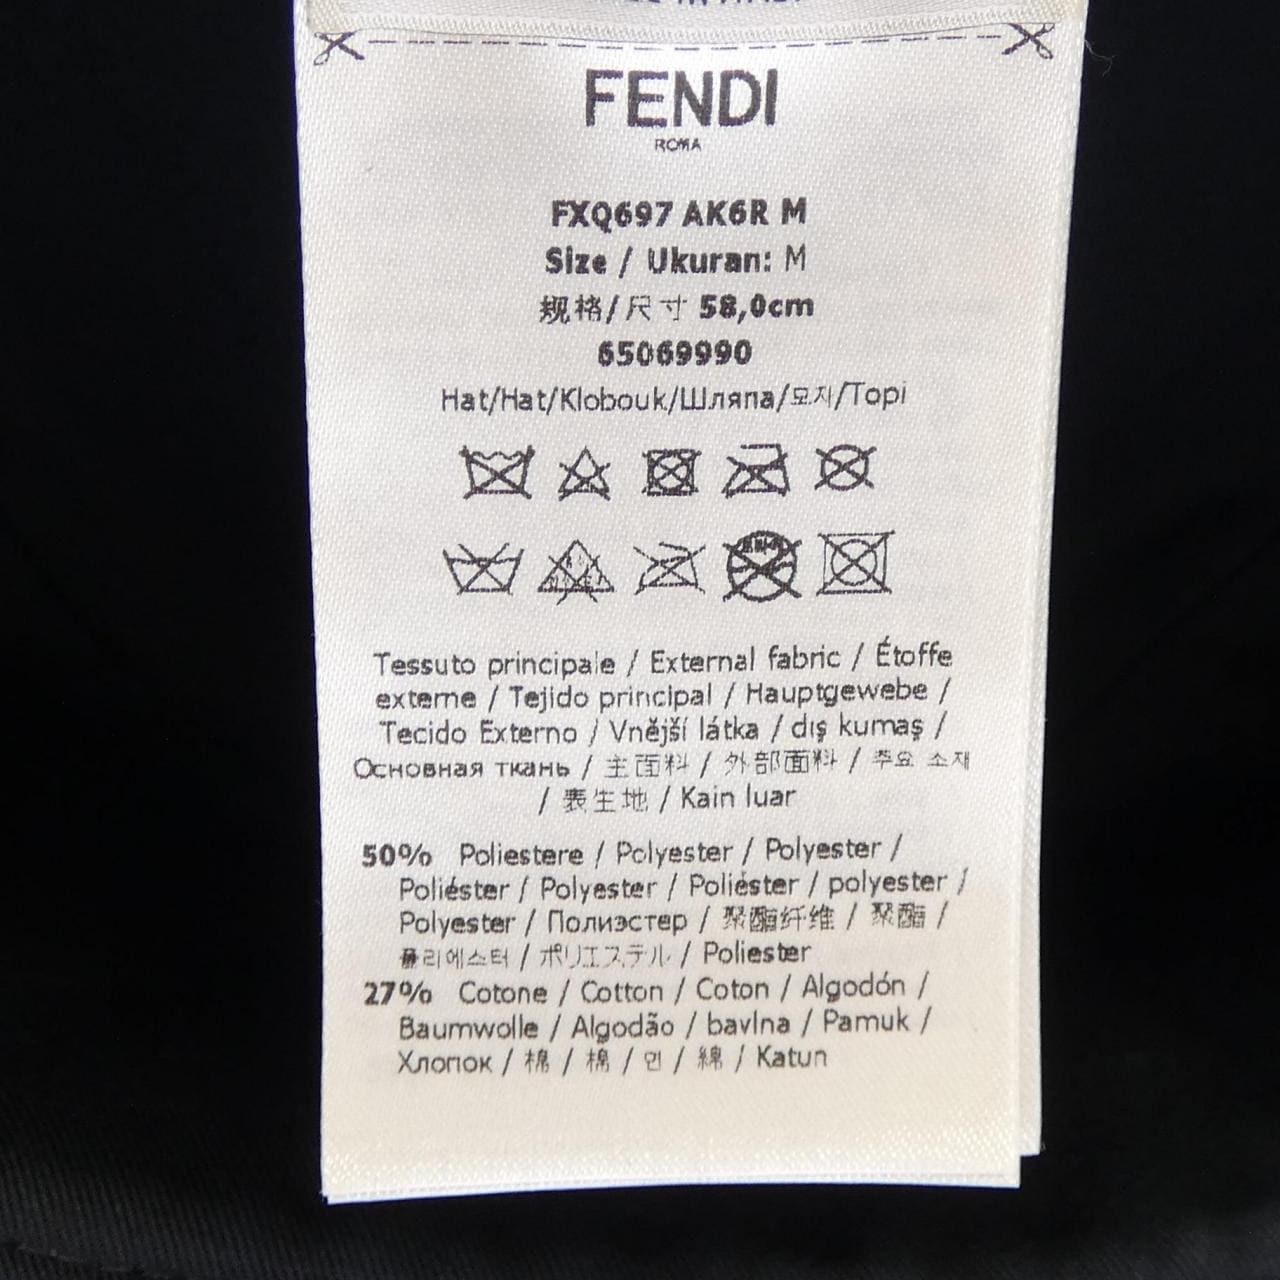 FENDI
ROMA
FXQ697 AK6R M
Size / Ukuran: M
规格/尺寸 58,0cm
65069990
Hat/Hat/Klobouk/Шляпа/모자/Topi
Tessuto principale / External fabric / Étoffe
externe / Tejido principal / Hauptgewebe /
Tecido Externo / Vnější látka / dış kumaş /
Основная ткань / 主面料 / 外部面料 / 주요 소재
/ 表生地 / Kain luar
50% Poliestere / Polyester / Polyester /
Poliéster / Polyester / Poliéster / polyester /
Polyester / Полиэстер / 聚酯纤维 / 聚酯 /
폴리에스터 / ポリエステル / Poliester
27% Cotone / Cotton / Coton / Algodón /
Baumwolle / Algodão / bavlna / Pamuk /
Хлопок / 棉 / 棉 / 면 / 綿 / Katun